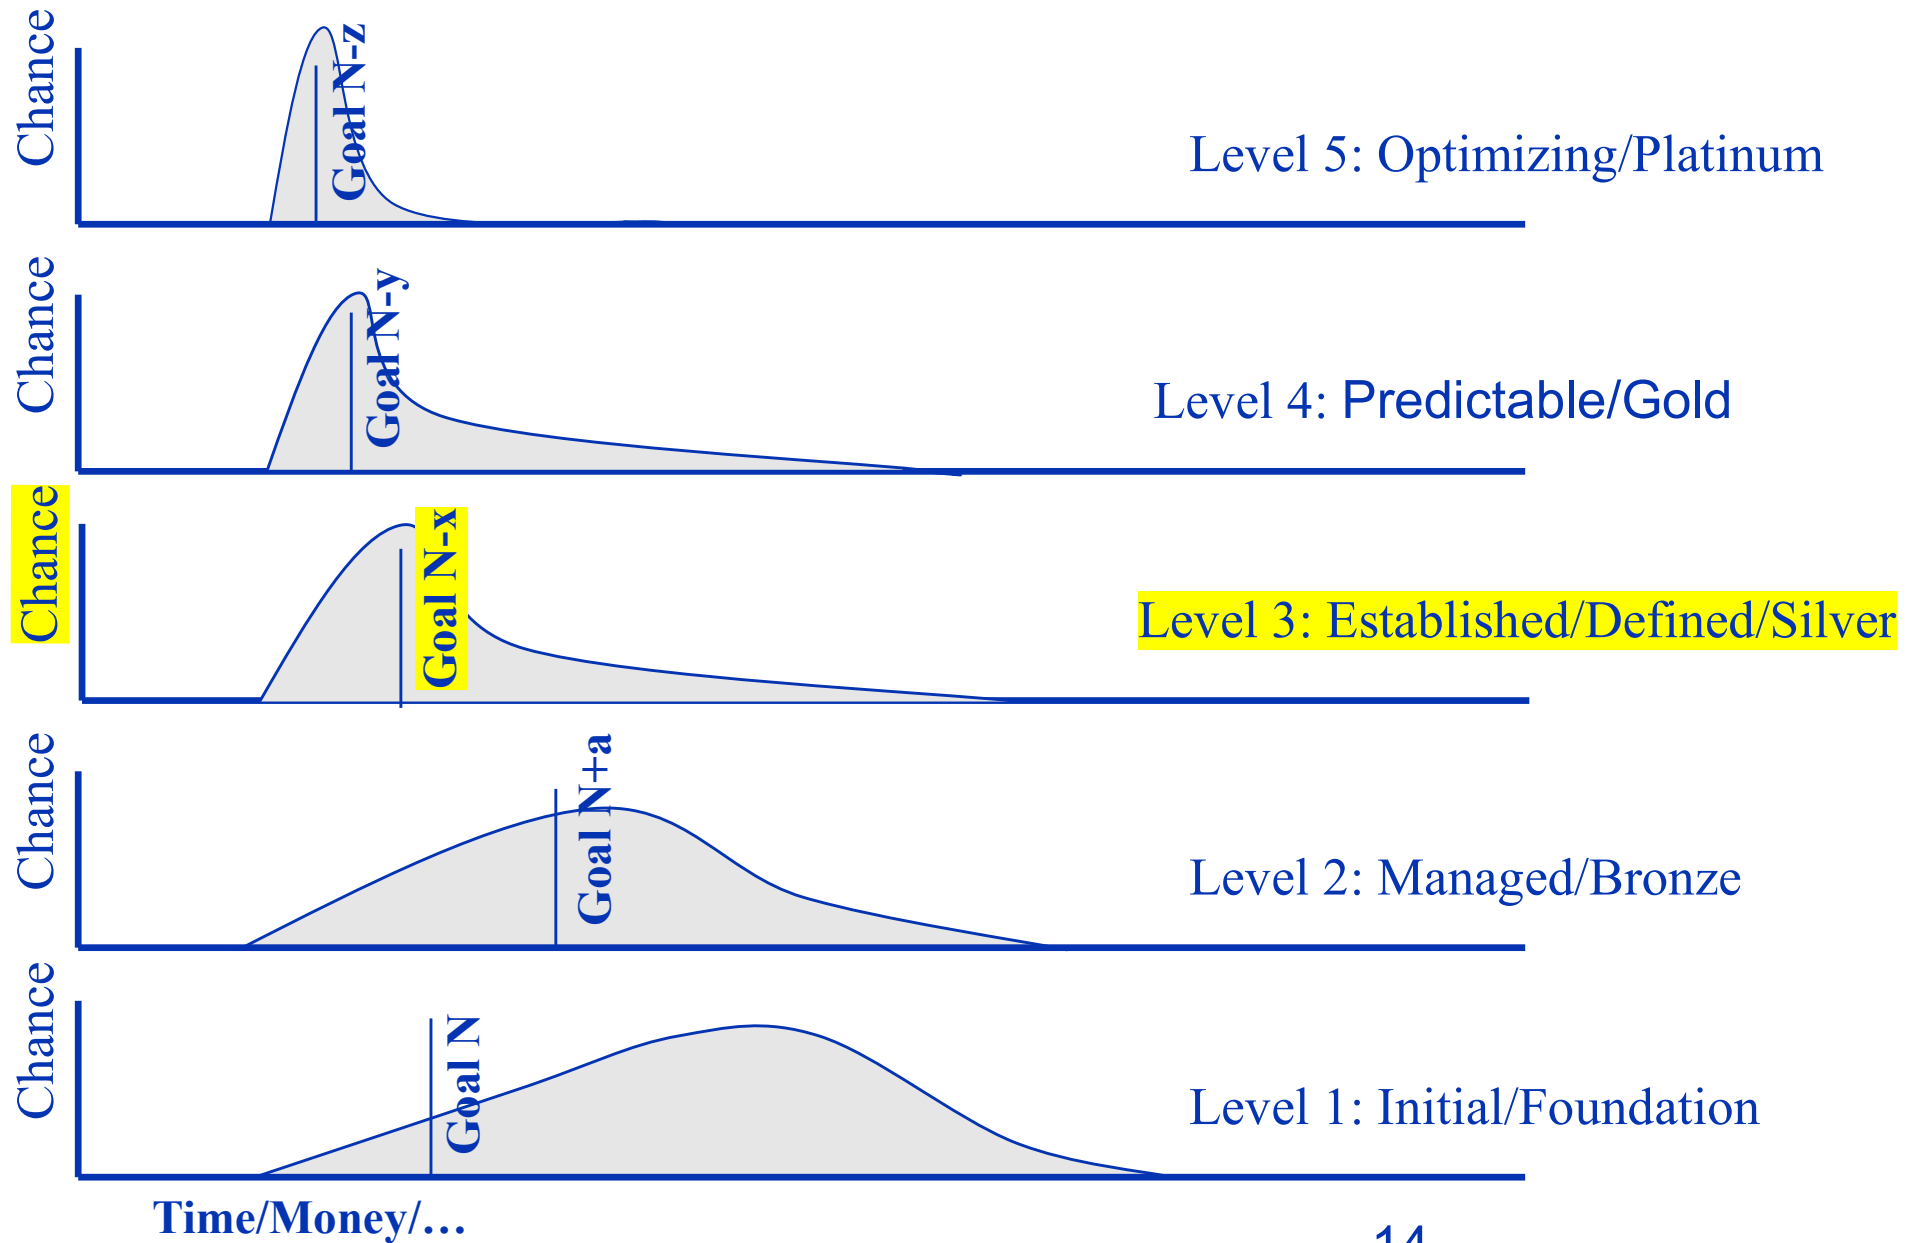 Chance
Goal N-z
Level 5: Optimizing/Platinum
Chance
Goal N-y
Level 4: Predictable/Gold
Chance
Goal N-x
Level 3: Established/Defined/Silver
Chance
Goal N+a
Level 2: Managed/Bronze
Chance
Goal N
Level 1: Initial/Foundation
Time/Money/…
14